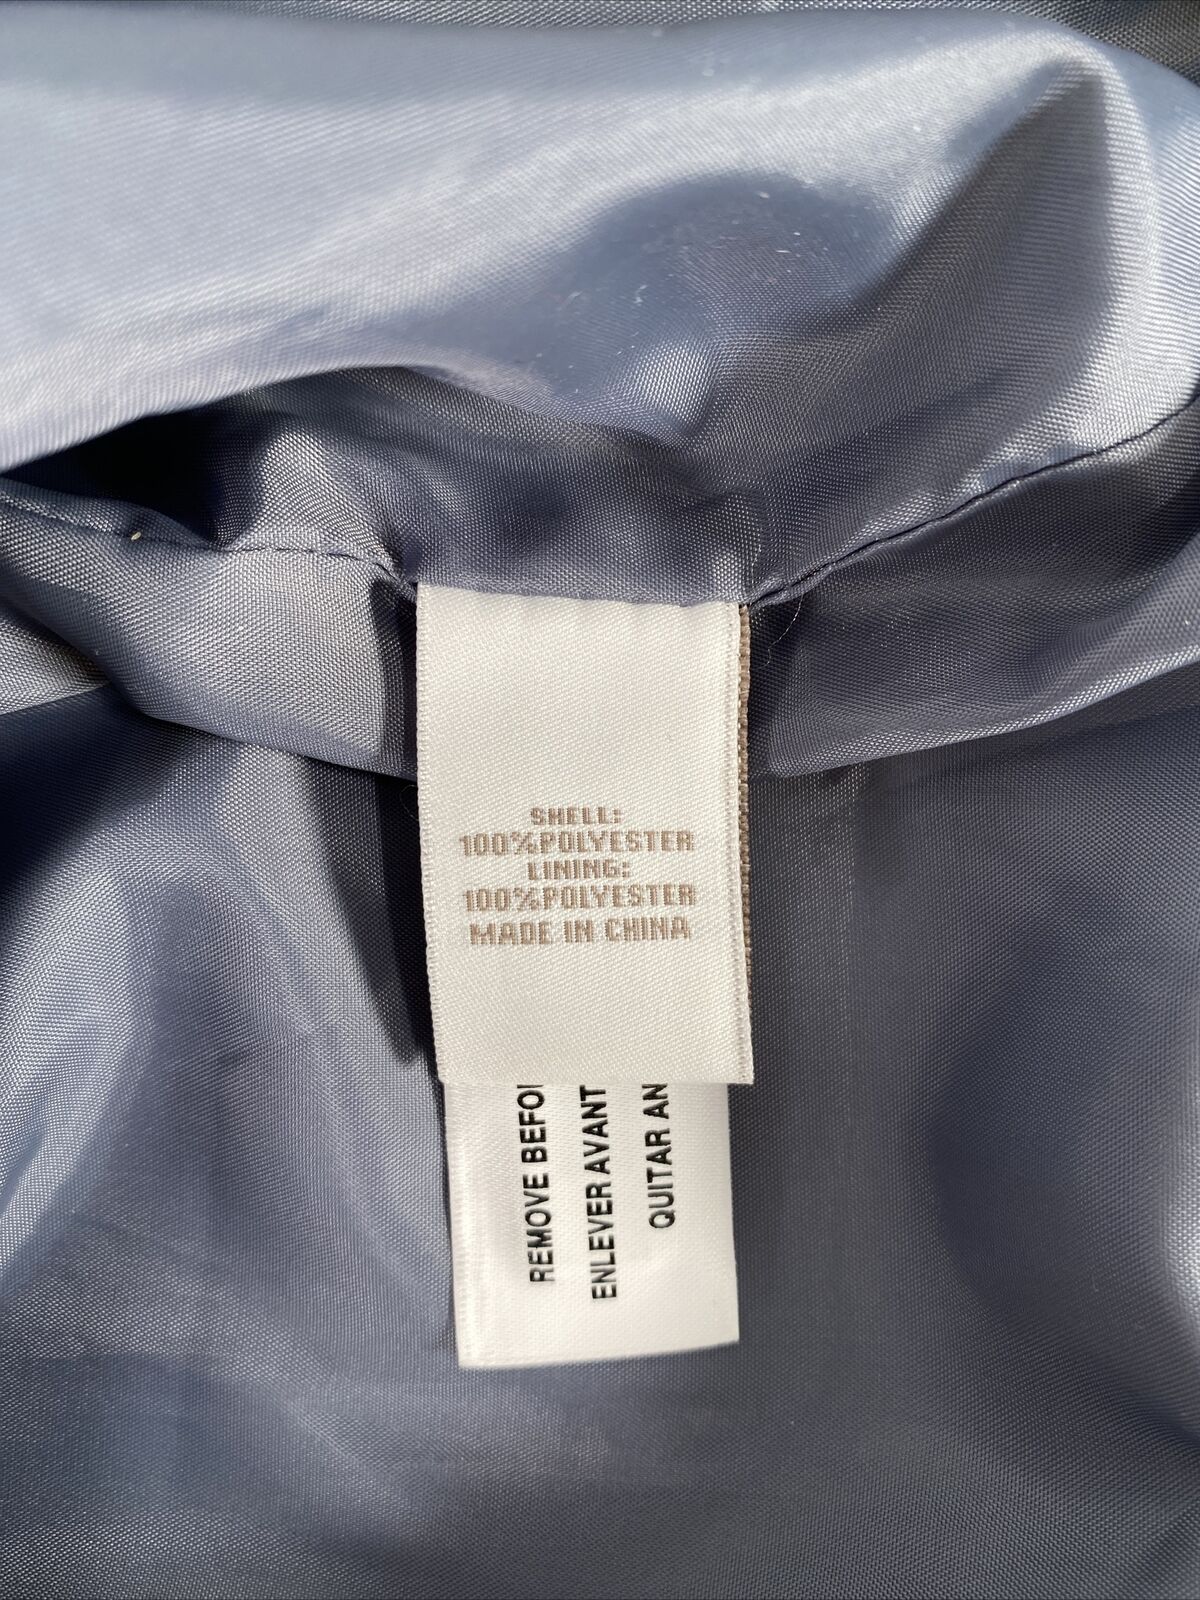 SHELL:
100%POLYESTER
LINING:
100%POLYESTER
MADE IN CHINA
REMOVE BEFO
ENLEVER AVANT
QUITAR AN